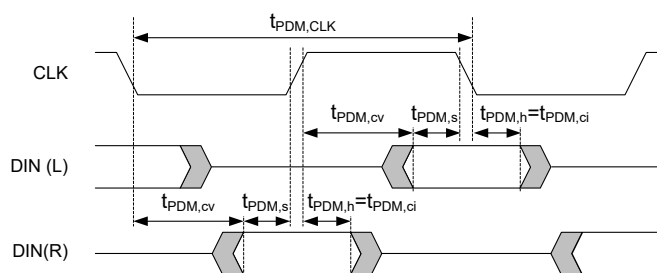 tPDM,CLK
CLK
tPDM,cv tPDM,s tPDM,h=tPDM,ci
DIN (L)
tPDM,cv tPDM,s tPDM,h=tPDM,ci
DIN(R)